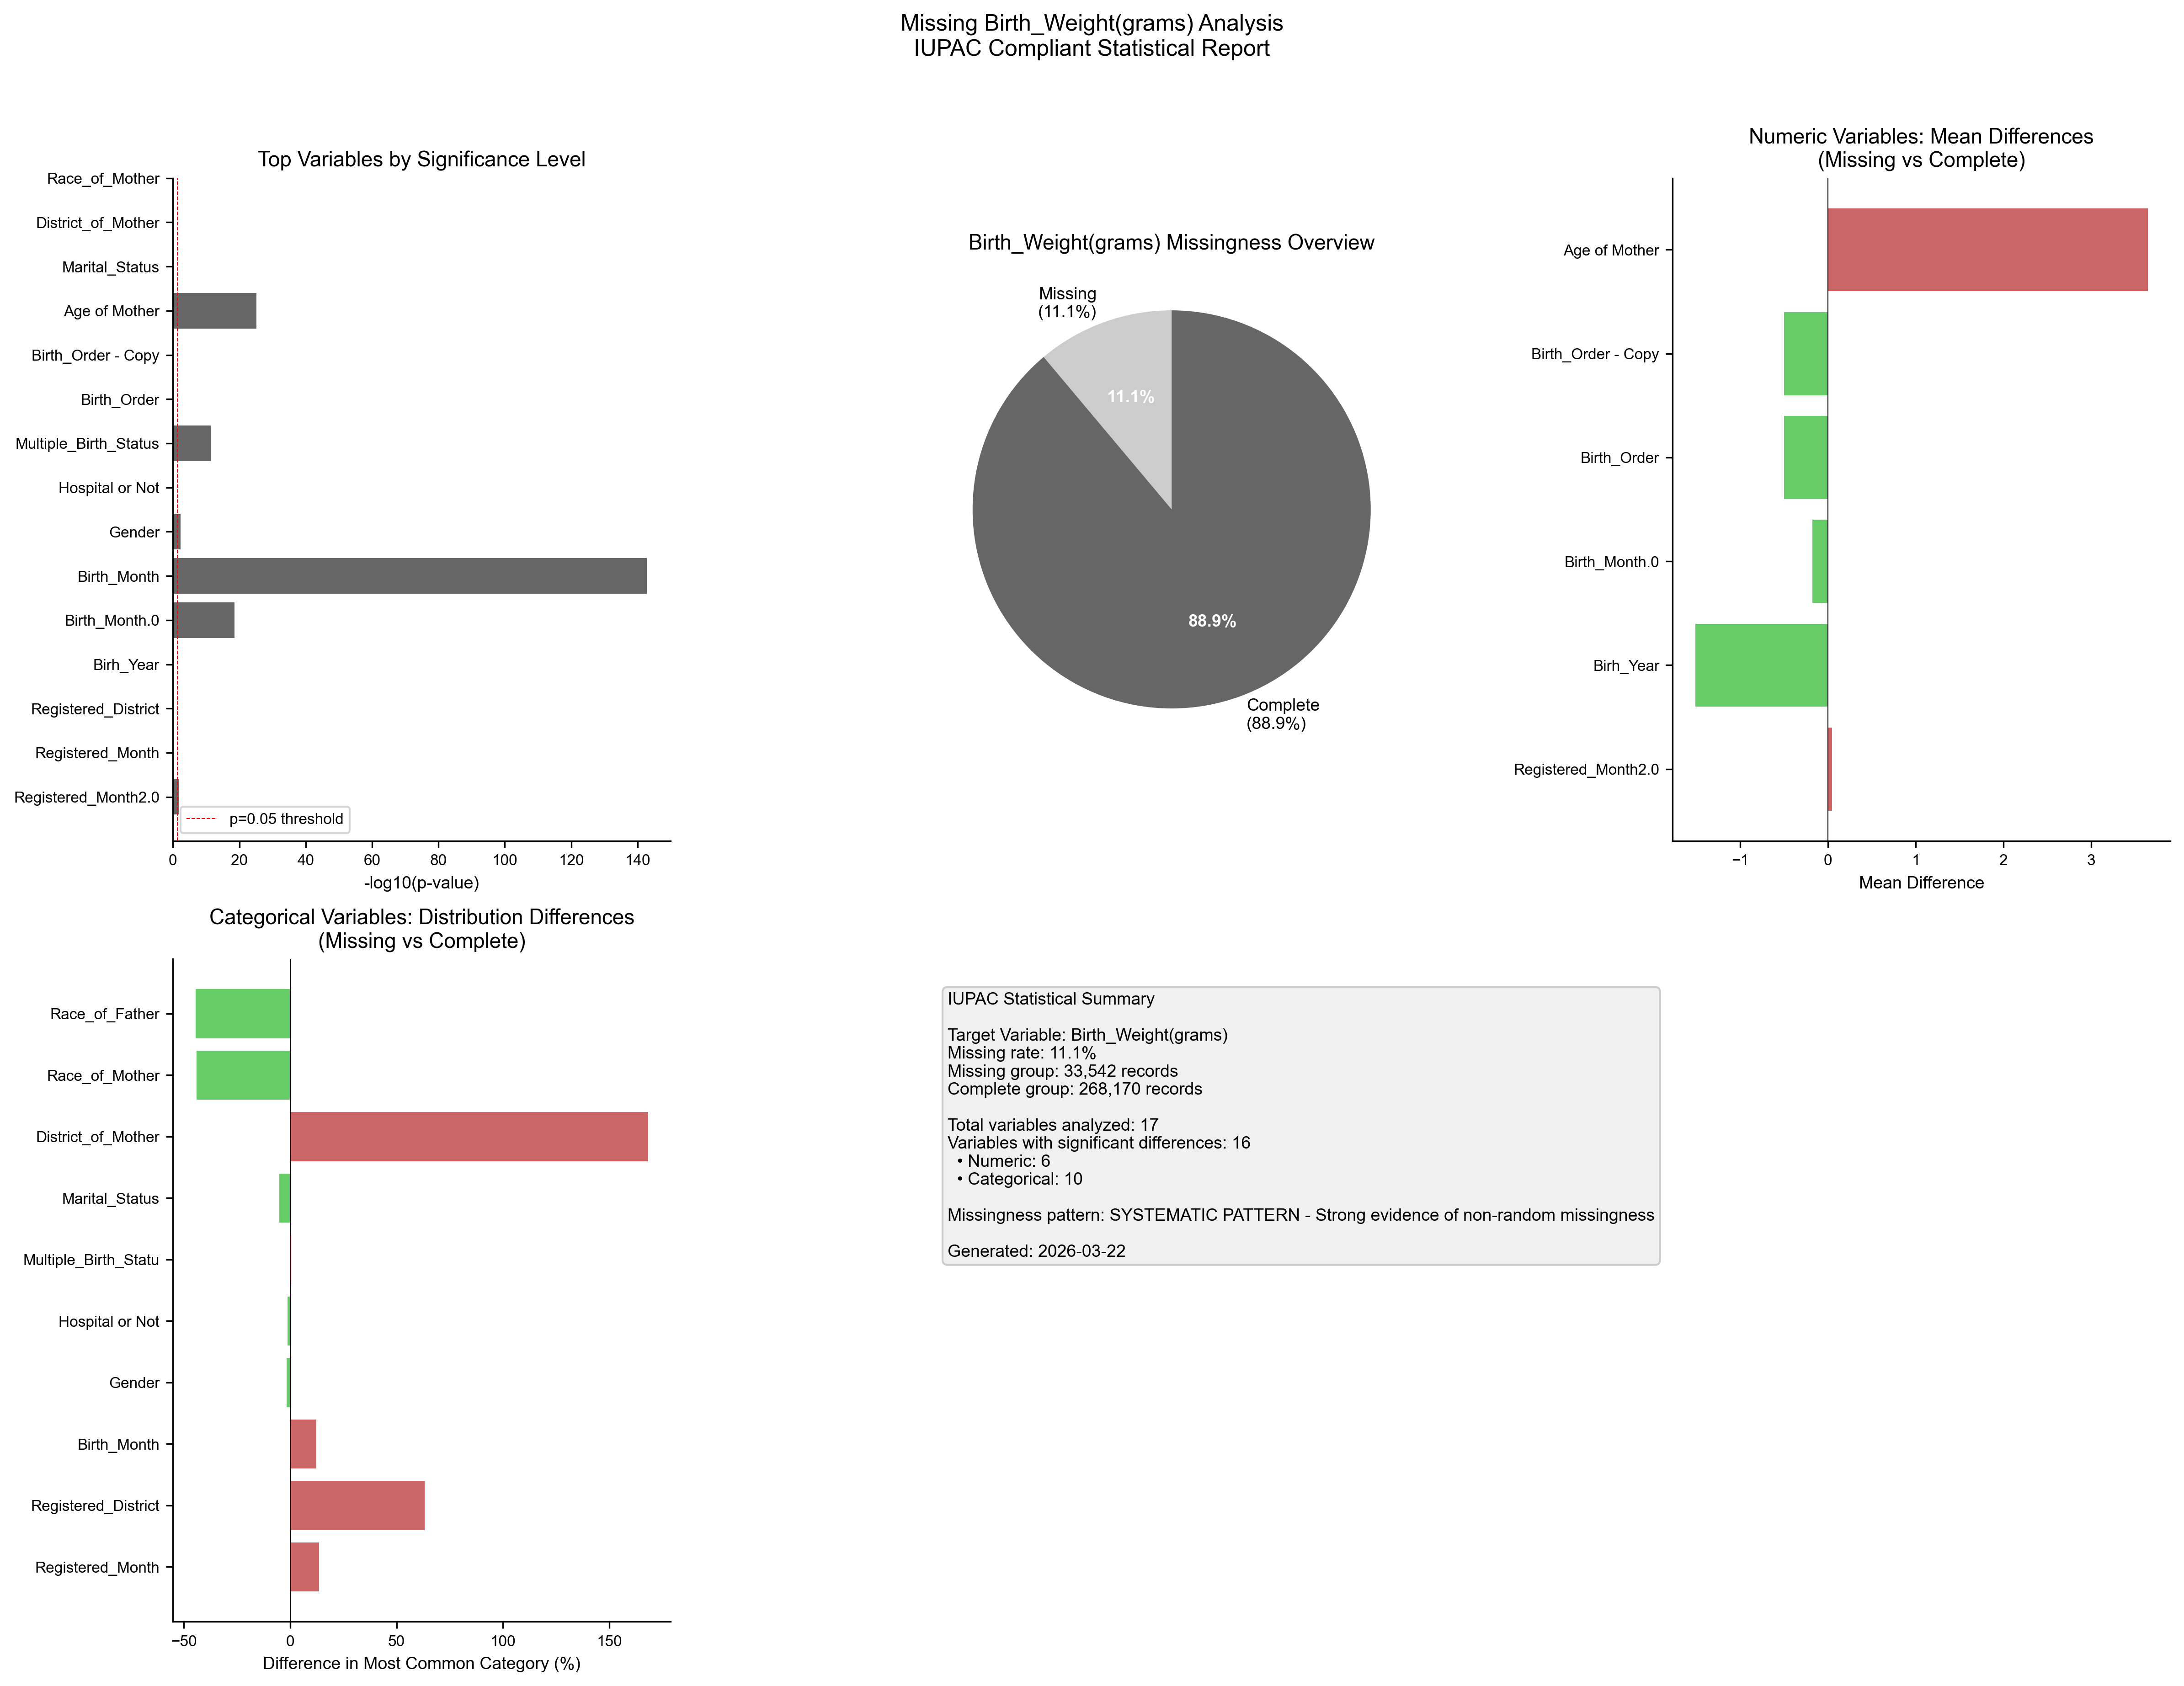 Missing Birth_Weight(grams) Analysis
IUPAC Compliant Statistical Report
Top Variables by Significance Level
Race_of_Mother
District_of_Mother
Marital_Status
Age of Mother
Birth_Order - Copy
Birth_Order
Multiple_Birth_Status
Hospital or Not
Gender
Birth_Month
Birth_Month.0
Birh_Year
Registered_District
Registered_Month
Registered_Month2.0
p=0.05 threshold
0 20 40 60 80 100 120 140
-log10(p-value)
Birth_Weight(grams) Missingness Overview
Missing
(11.1%)
11.1%
88.9%
Complete
(88.9%)
Numeric Variables: Mean Differences
(Missing vs Complete)
Age of Mother
Birth_Order - Copy
Birth_Order
Birth_Month.0
Birh_Year
Registered_Month2.0
−1 0 1 2 3
Mean Difference
Categorical Variables: Distribution Differences
(Missing vs Complete)
Race_of_Father
Race_of_Mother
District_of_Mother
Marital_Status
Multiple_Birth_Statu
Hospital or Not
Gender
Birth_Month
Registered_District
Registered_Month
−50 0 50 100 150
Difference in Most Common Category (%)
IUPAC Statistical Summary
Target Variable: Birth_Weight(grams)
Missing rate: 11.1%
Missing group: 33,542 records
Complete group: 268,170 records
Total variables analyzed: 17
Variables with significant differences: 16
• Numeric: 6
• Categorical: 10
Missingness pattern: SYSTEMATIC PATTERN - Strong evidence of non-random missingness
Generated: 2026-03-22